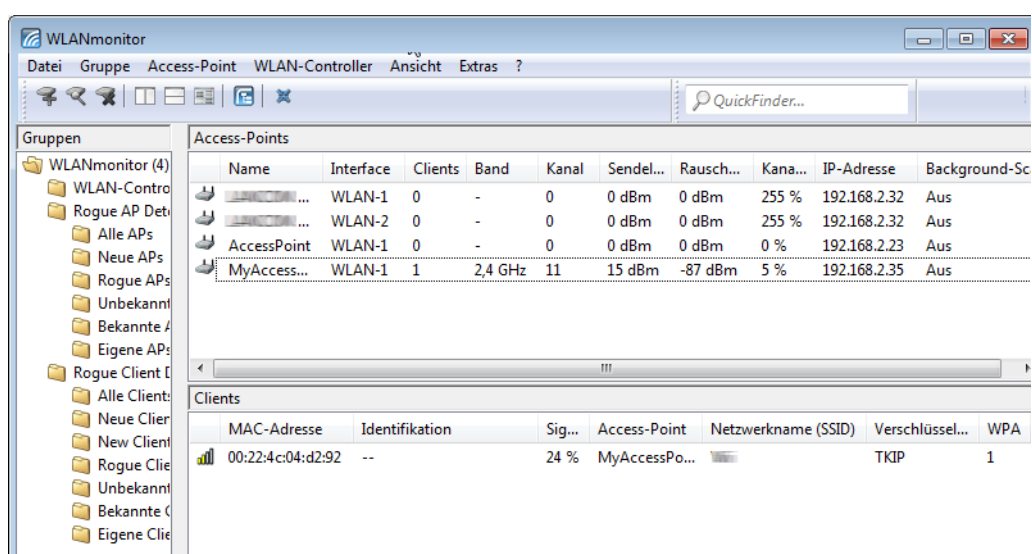 WLANmonitor
Datei Gruppe Access-Point WLAN-Controller Ansicht Extras ?
QuickFinder...
Gruppen
WLANmonitor (4)
WLAN-Contro
Rogue AP Det
Alle APs
Neue APs
Rogue APs
Unbekannt
Bekannte A
Eigene APs
Rogue Client D
Alle Clients
Neue Clien
New Client
Rogue Clie
Unbekannt
Bekannte C
Eigene Clie
Access-Points
Name Interface Clients Band Kanal Sendel... Rausch... Kana... IP-Adresse Background-Sc
... WLAN-1 0 - 0 0 dBm 0 dBm 255 % 192.168.2.32 Aus
... WLAN-2 0 - 0 0 dBm 0 dBm 255 % 192.168.2.32 Aus
AccessPoint WLAN-1 0 - 0 0 dBm 0 dBm 0 % 192.168.2.23 Aus
MyAccess... WLAN-1 1 2,4 GHz 11 15 dBm -87 dBm 5 % 192.168.2.35 Aus
Clients
MAC-Adresse Identifikation Sig... Access-Point Netzwerkname (SSID) Verschlüssel... WPA
00:22:4c:04:d2:92 -- 24 % MyAccessPo... TKIP 1